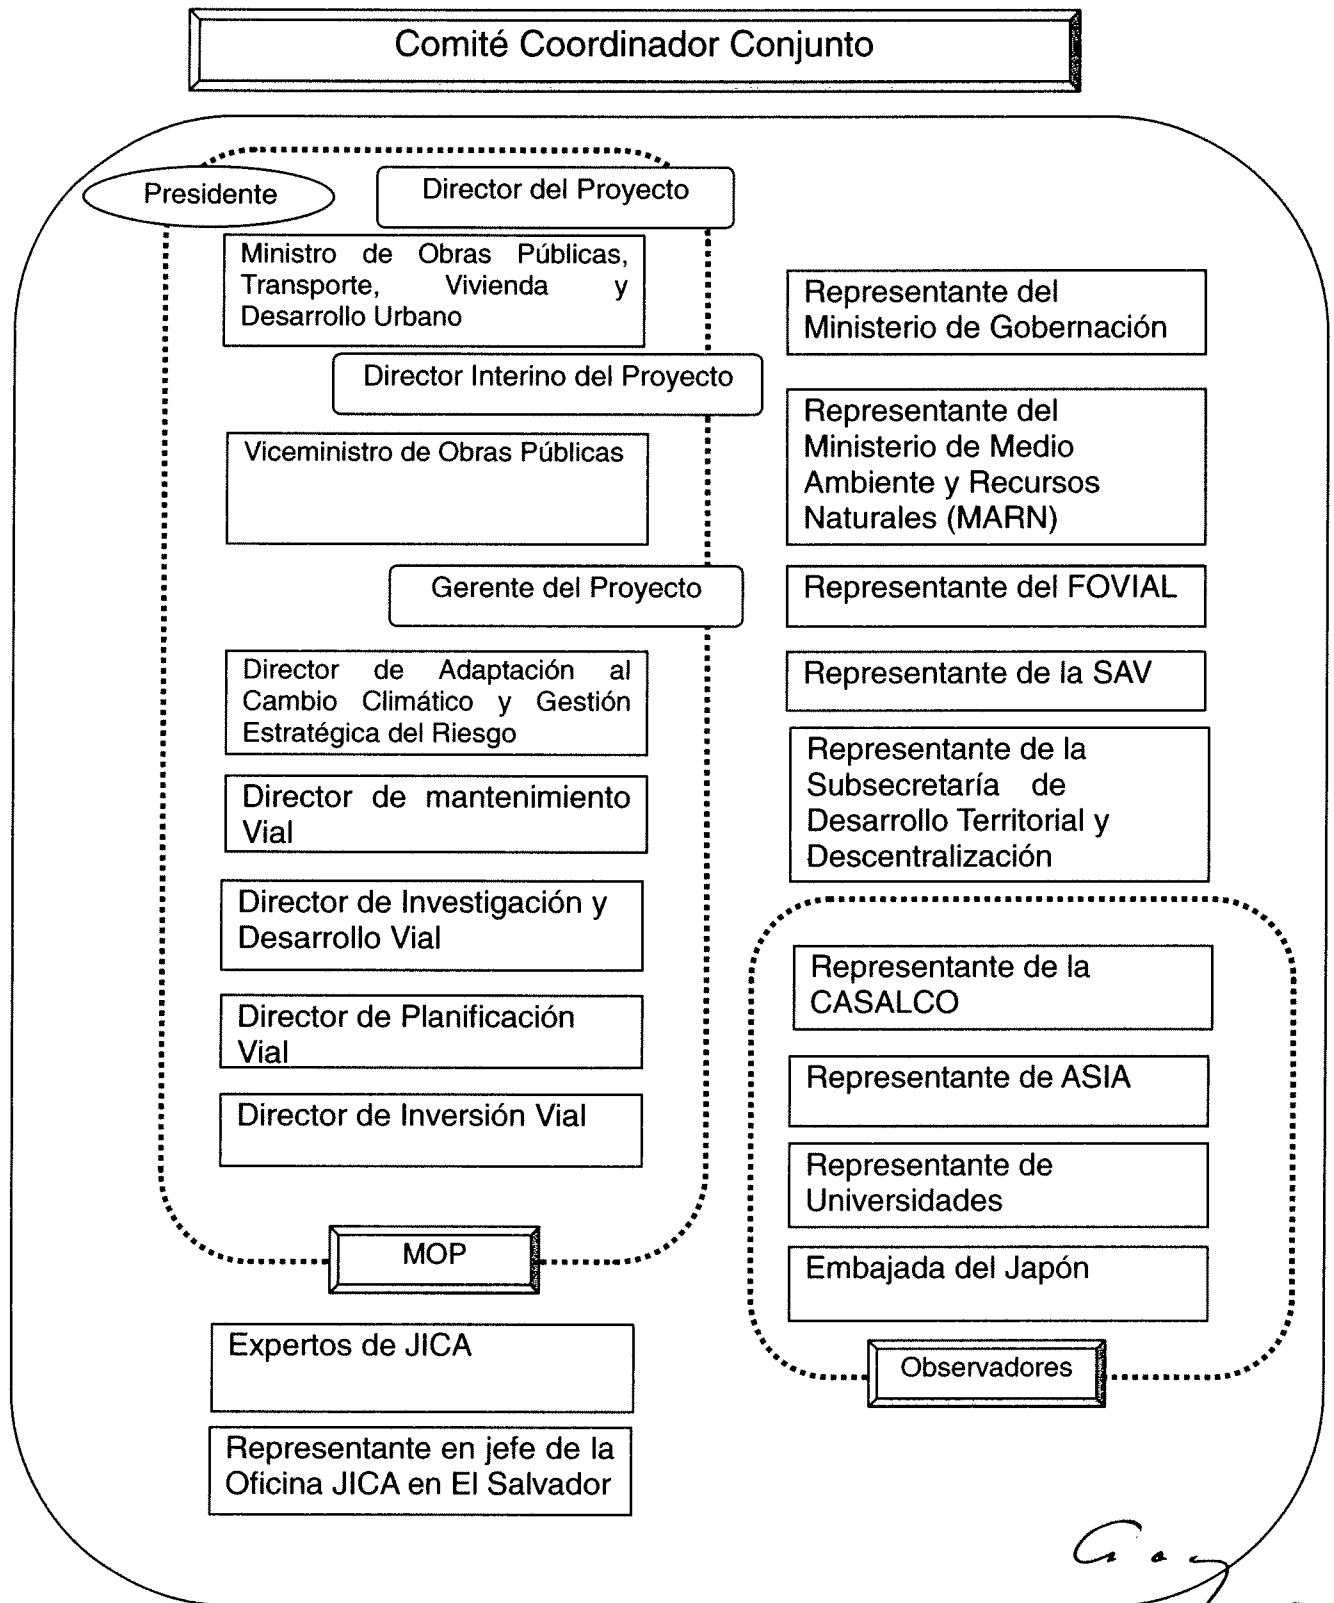 Comité Coordinador Conjunto
Presidente
Director del Proyecto
Ministro de Obras Públicas,
Transporte, Vivienda y
Desarrollo Urbano
Director Interino del Proyecto
Viceministro de Obras Públicas
Gerente del Proyecto
Director de Adaptación al
Cambio Climático y Gestión
Estratégica del Riesgo
Director de mantenimiento
Vial
Director de Investigación y
Desarrollo Vial
Director de Planificación
Vial
Director de Inversión Vial
MOP
Expertos de JICA
Representante en jefe de la
Oficina JICA en El Salvador
Representante del
Ministerio de Gobernación
Representante del
Ministerio de Medio
Ambiente y Recursos
Naturales (MARN)
Representante del FOVIAL
Representante de la SAV
Representante de la
Subsecretaría de
Desarrollo Territorial y
Descentralización
Representante de la
CASALCO
Representante de ASIA
Representante de
Universidades
Embajada del Japón
Observadores